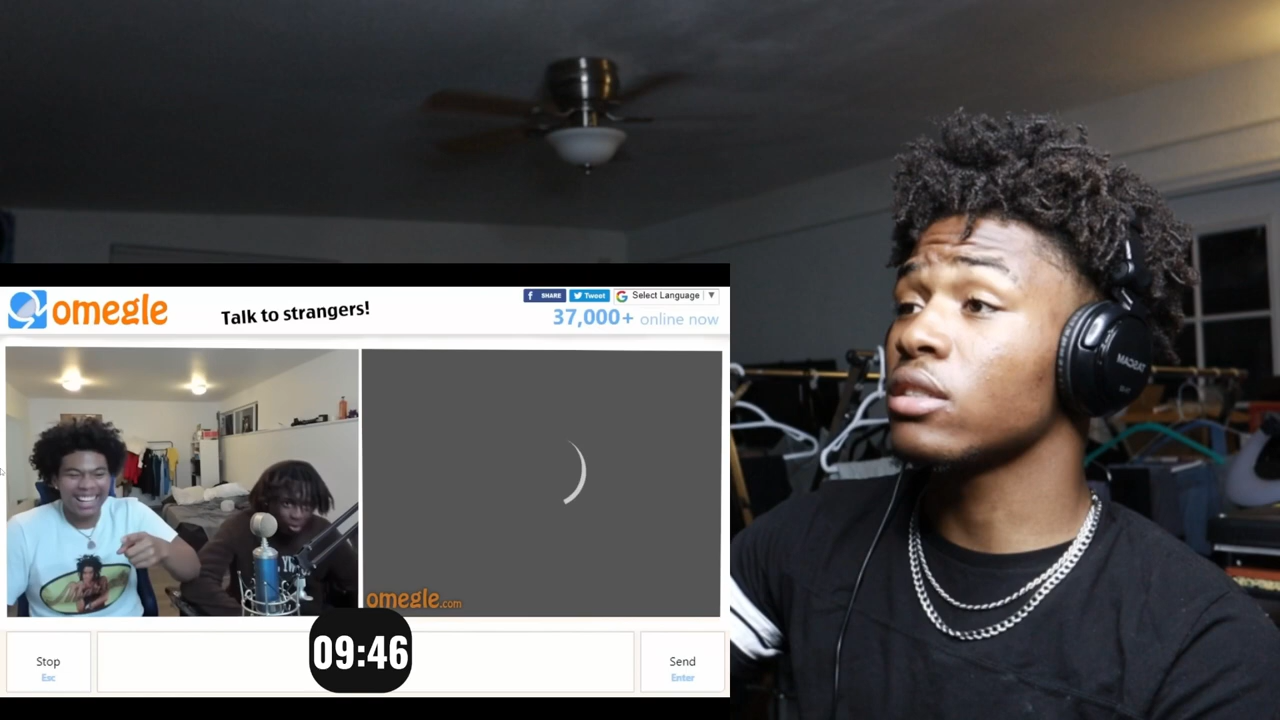 omegle
Talk to strangers!
SHARE
Tweet
Select Language
37,000+ online now
omegle.com
09:46
Stop
Esc
Send
Enter
TASCAM